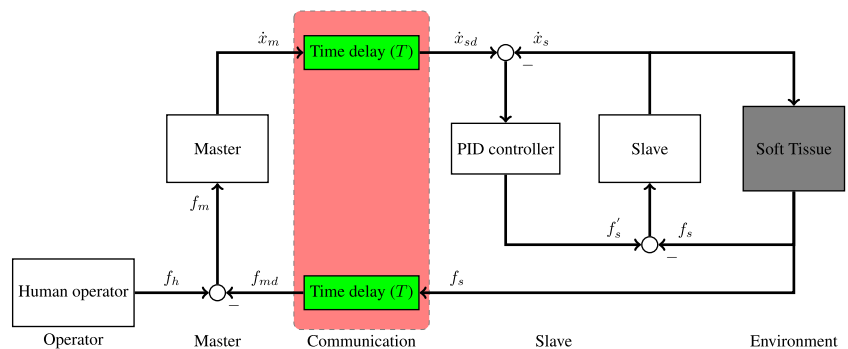 ẋm
Time delay (T)
ẋsd
ẋs
−
Master
PID controller
Slave
Soft Tissue
fm
f's
fs
−
Human operator
fh
fmd
Time delay (T)
fs
−
Operator
Master
Communication
Slave
Environment